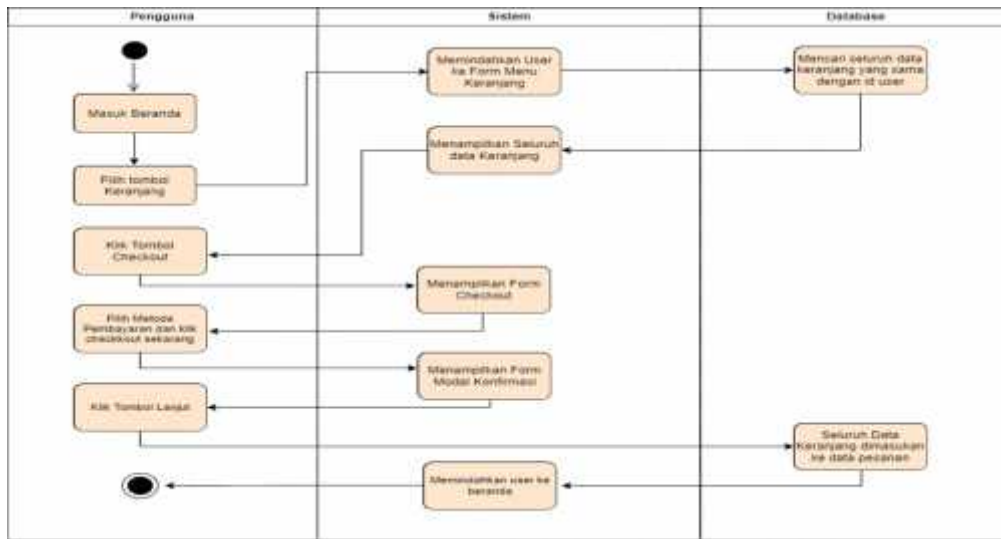 Pengguna
Sistem
Database
Memindahkan User
ke Form Menu
Keranjang
Mencari seluruh data
keranjang yang sama
dengan id user
Masuk Beranda
Menampilkan Seluruh
data Keranjang
Pilih tombol
Keranjang
Klik Tombol
Checkout
Menampilkan Form
Checkout
Pilih Metode
Pembayaran dan klik
checkout sekarang
Menampilkan Form
Modal Konfirmasi
Klik Tombol Lanjut
Seluruh Data
Keranjang dimasukan
ke data pesanan
Memindahkan user ke
beranda